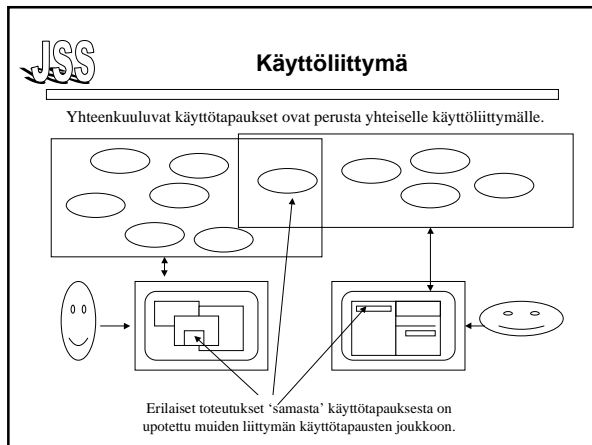 JSS
Käyttöliittymä
Yhteenkuuluvat käyttötapaukset ovat perusta yhteiselle käyttöliittymälle.
Erilaiset toteutukset ‘samasta’ käyttötapauksesta on
upotettu muiden liittymän käyttötapausten joukkoon.